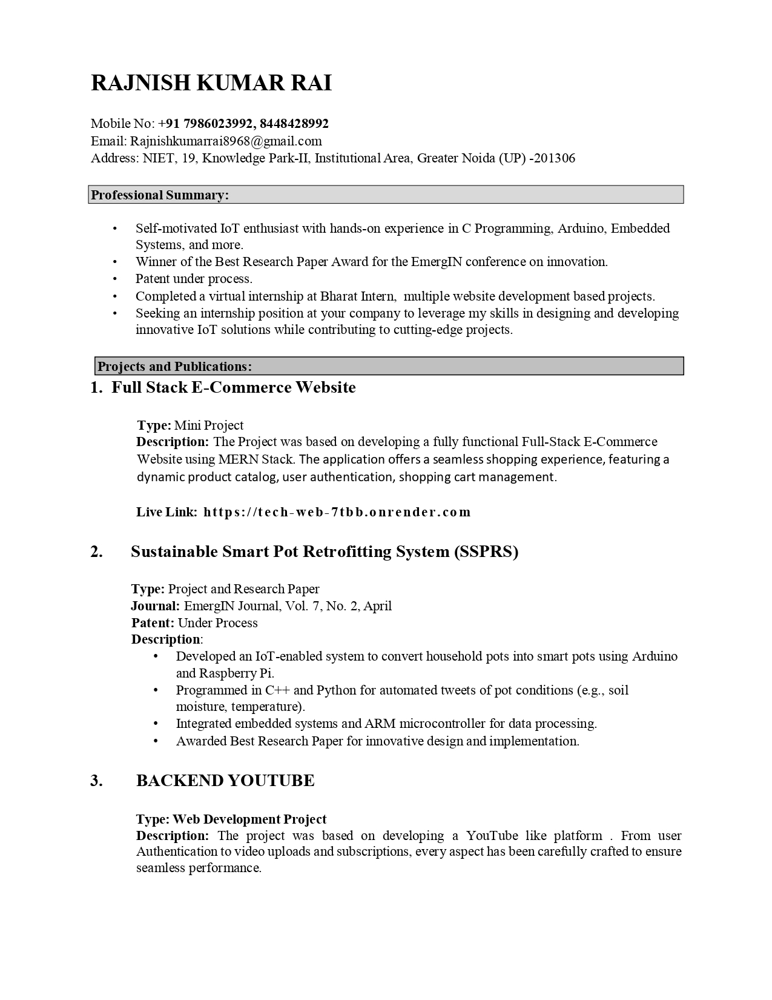 RAJNISH KUMAR RAI
Mobile No: +91 7986023992, 8448428992
Email: Rajnishkumarrai8968@gmail.com
Address: NIET, 19, Knowledge Park-II, Institutional Area, Greater Noida (UP) -201306
Professional Summary:
• Self-motivated IoT enthusiast with hands-on experience in C Programming, Arduino, Embedded
Systems, and more.
• Winner of the Best Research Paper Award for the EmergIN conference on innovation.
• Patent under process.
• Completed a virtual internship at Bharat Intern,  multiple website development based projects.
• Seeking an internship position at your company to leverage my skills in designing and developing
innovative IoT solutions while contributing to cutting-edge projects.
Projects and Publications:
1. Full Stack E-Commerce Website
Type: Mini Project
Description: The Project was based on developing a fully functional Full-Stack E-Commerce
Website using MERN Stack. The application offers a seamless shopping experience, featuring a
dynamic product catalog, user authentication, shopping cart management.
Live Link: https://tech-web-7tbb.onrender.com
2. Sustainable Smart Pot Retrofitting System (SSPRS)
Type: Project and Research Paper
Journal: EmergIN Journal, Vol. 7, No. 2, April
Patent: Under Process
Description:
• Developed an IoT-enabled system to convert household pots into smart pots using Arduino
and Raspberry Pi.
• Programmed in C++ and Python for automated tweets of pot conditions (e.g., soil
moisture, temperature).
• Integrated embedded systems and ARM microcontroller for data processing.
• Awarded Best Research Paper for innovative design and implementation.
3. BACKEND YOUTUBE
Type: Web Development Project
Description: The project was based on developing a YouTube like platform . From user
Authentication to video uploads and subscriptions, every aspect has been carefully crafted to ensure
seamless performance.